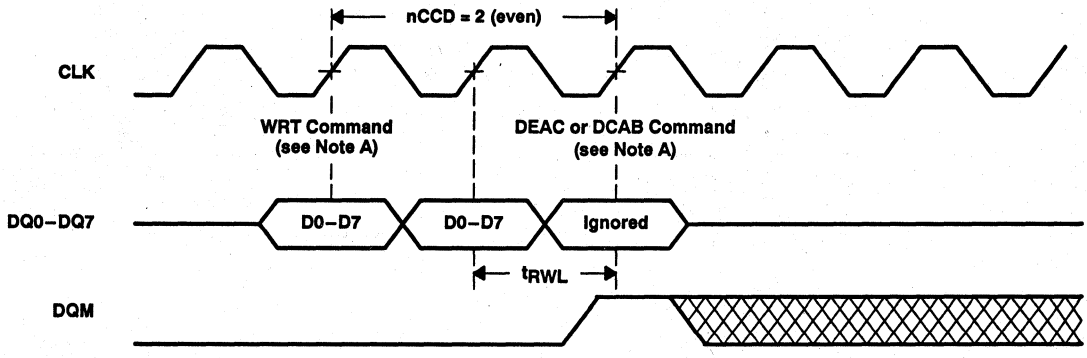 nCCD = 2 (even)
CLK
WRT Command
(see Note A)
DEAC or DCAB Command
(see Note A)
DQ0–DQ7
D0–D7
D0–D7
Ignored
tRWL
DQM